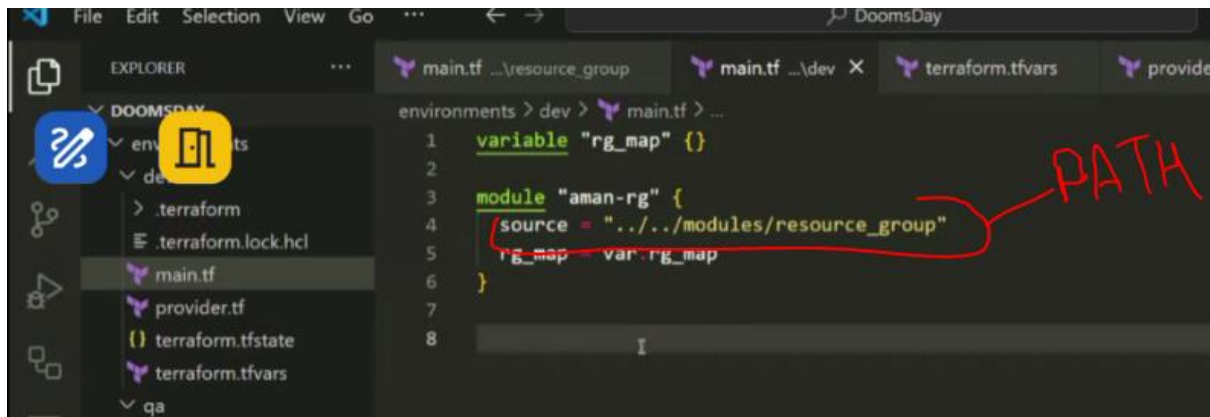 File Edit Selection View Go ... ← → DoomsDay
EXPLORER ...
main.tf ...\resource_group main.tf ...\dev × terraform.tfvars provide
DOOMSDAY
environments > dev > main.tf > ...
1 variable "rg_map" {}
2
3 module "aman-rg" {
4 source = "../../modules/resource_group"
5 rg_map = var.rg_map
6 }
7
8
PATH
> .terraform
.terraform.lock.hcl
main.tf
provider.tf
{} terraform.tfstate
terraform.tfvars
qa